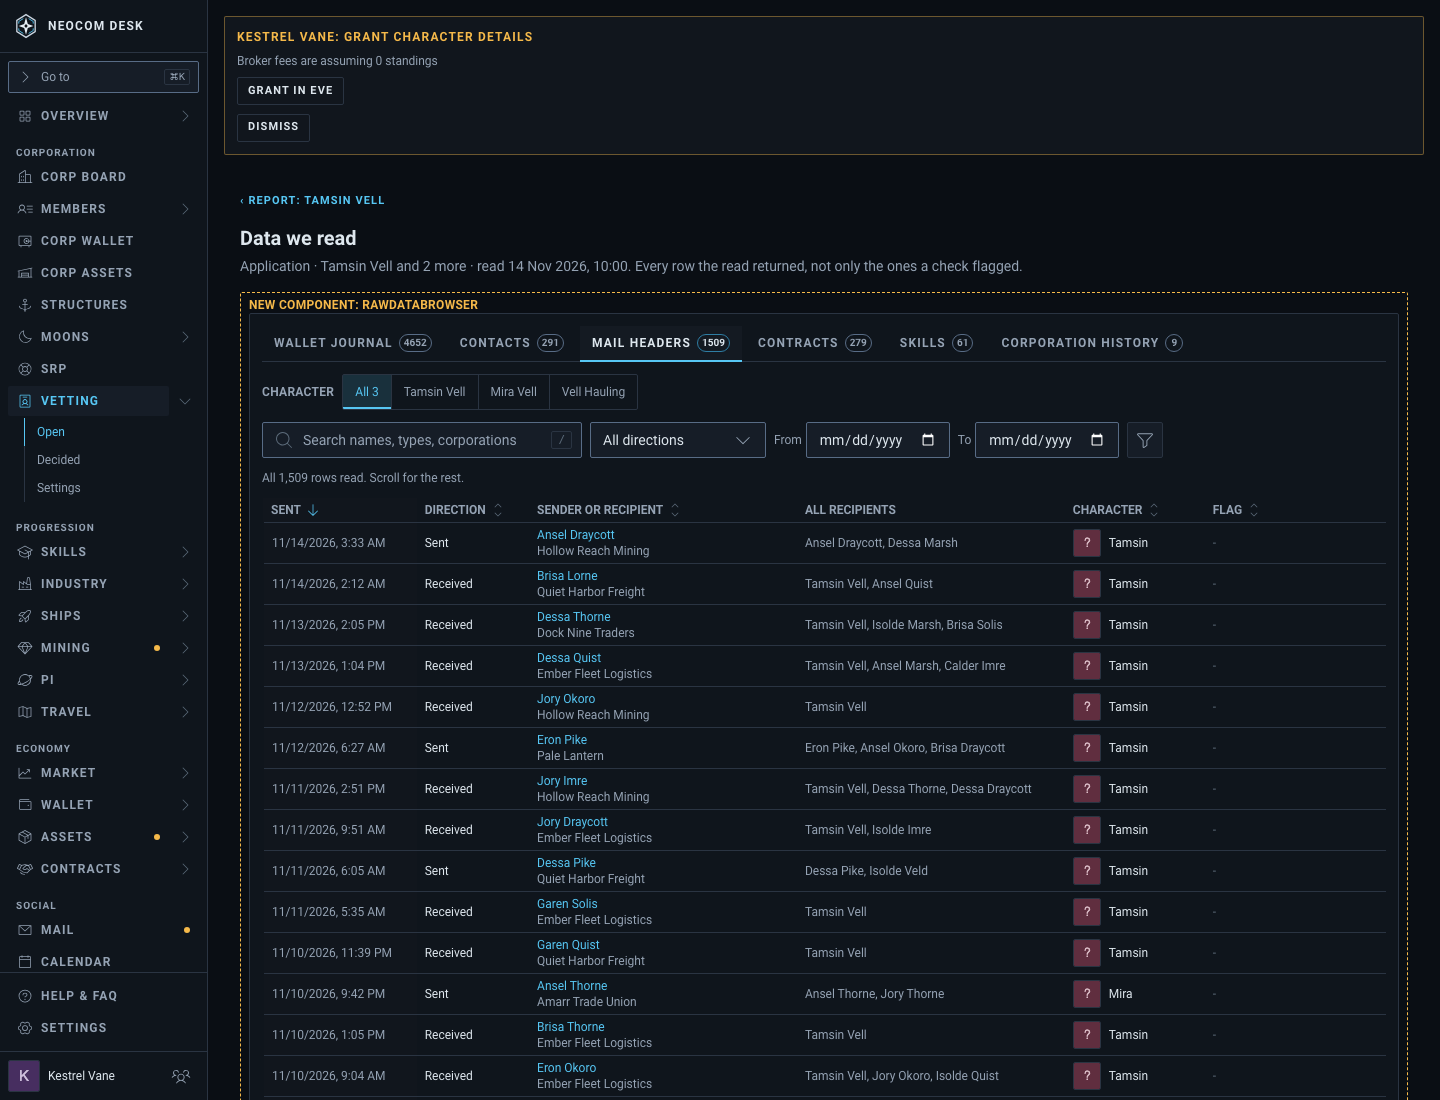 NEOCOM DESK
Go to ⌘K
OVERVIEW
CORPORATION
CORP BOARD
MEMBERS
CORP WALLET
CORP ASSETS
STRUCTURES
MOONS
SRP
VETTING
Open
Decided
Settings
PROGRESSION
SKILLS
INDUSTRY
SHIPS
MINING
PI
TRAVEL
ECONOMY
MARKET
WALLET
ASSETS
CONTRACTS
SOCIAL
MAIL
CALENDAR
HELP & FAQ
SETTINGS
K Kestrel Vane
KESTREL VANE: GRANT CHARACTER DETAILS
Broker fees are assuming 0 standings
GRANT IN EVE
DISMISS
‹ REPORT: TAMSIN VELL
Data we read
Application · Tamsin Vell and 2 more · read 14 Nov 2026, 10:00. Every row the read returned, not only the ones a check flagged.
NEW COMPONENT: RAWDATABROWSER
WALLET JOURNAL 4652 CONTACTS 291 MAIL HEADERS 1509 CONTRACTS 279 SKILLS 61 CORPORATION HISTORY 9
CHARACTER All 3 Tamsin Vell Mira Vell Vell Hauling
Search names, types, corporations / All directions From mm/dd/yyyy To mm/dd/yyyy
All 1,509 rows read. Scroll for the rest.
SENT DIRECTION SENDER OR RECIPIENT ALL RECIPIENTS CHARACTER FLAG
11/14/2026, 3:33 AM Sent Ansel Draycott Ansel Draycott, Dessa Marsh ? Tamsin -
Hollow Reach Mining
11/14/2026, 2:12 AM Received Brisa Lorne Tamsin Vell, Ansel Quist ? Tamsin -
Quiet Harbor Freight
11/13/2026, 2:05 PM Received Dessa Thorne Tamsin Vell, Isolde Marsh, Brisa Solis ? Tamsin -
Dock Nine Traders
11/13/2026, 1:04 PM Received Dessa Quist Tamsin Vell, Ansel Marsh, Calder Imre ? Tamsin -
Ember Fleet Logistics
11/12/2026, 12:52 PM Received Jory Okoro Tamsin Vell ? Tamsin -
Hollow Reach Mining
11/12/2026, 6:27 AM Sent Eron Pike Eron Pike, Ansel Okoro, Brisa Draycott ? Tamsin -
Pale Lantern
11/11/2026, 2:51 PM Received Jory Imre Tamsin Vell, Dessa Thorne, Dessa Draycott ? Tamsin -
Hollow Reach Mining
11/11/2026, 9:51 AM Received Jory Draycott Tamsin Vell, Isolde Imre ? Tamsin -
Ember Fleet Logistics
11/11/2026, 6:05 AM Sent Dessa Pike Dessa Pike, Isolde Veld ? Tamsin -
Quiet Harbor Freight
11/11/2026, 5:35 AM Received Garen Solis Tamsin Vell ? Tamsin -
Ember Fleet Logistics
11/10/2026, 11:39 PM Received Garen Quist Tamsin Vell ? Tamsin -
Quiet Harbor Freight
11/10/2026, 9:42 PM Sent Ansel Thorne Ansel Thorne, Jory Thorne ? Mira -
Amarr Trade Union
11/10/2026, 1:05 PM Received Brisa Thorne Tamsin Vell ? Tamsin -
Ember Fleet Logistics
11/10/2026, 9:04 AM Received Eron Okoro Tamsin Vell, Jory Okoro, Isolde Quist ? Tamsin -
Ember Fleet Logistics